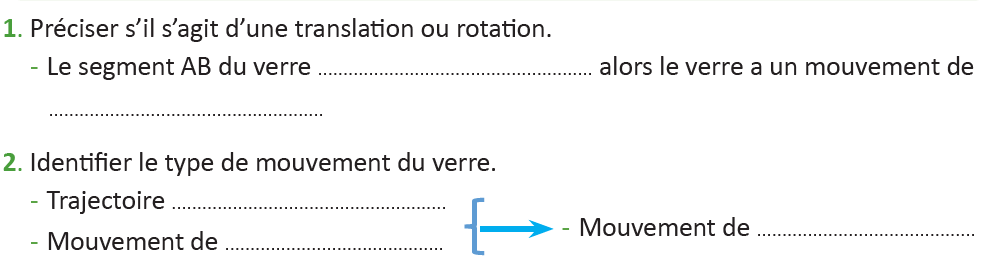 1. Préciser s’il s’agit d’une translation ou rotation.
- Le segment AB du verre ........................................................ alors le verre a un mouvement de
........................................................
2. Identifier le type de mouvement du verre.
- Trajectoire ........................................................
- Mouvement de ............................................
- Mouvement de ............................................